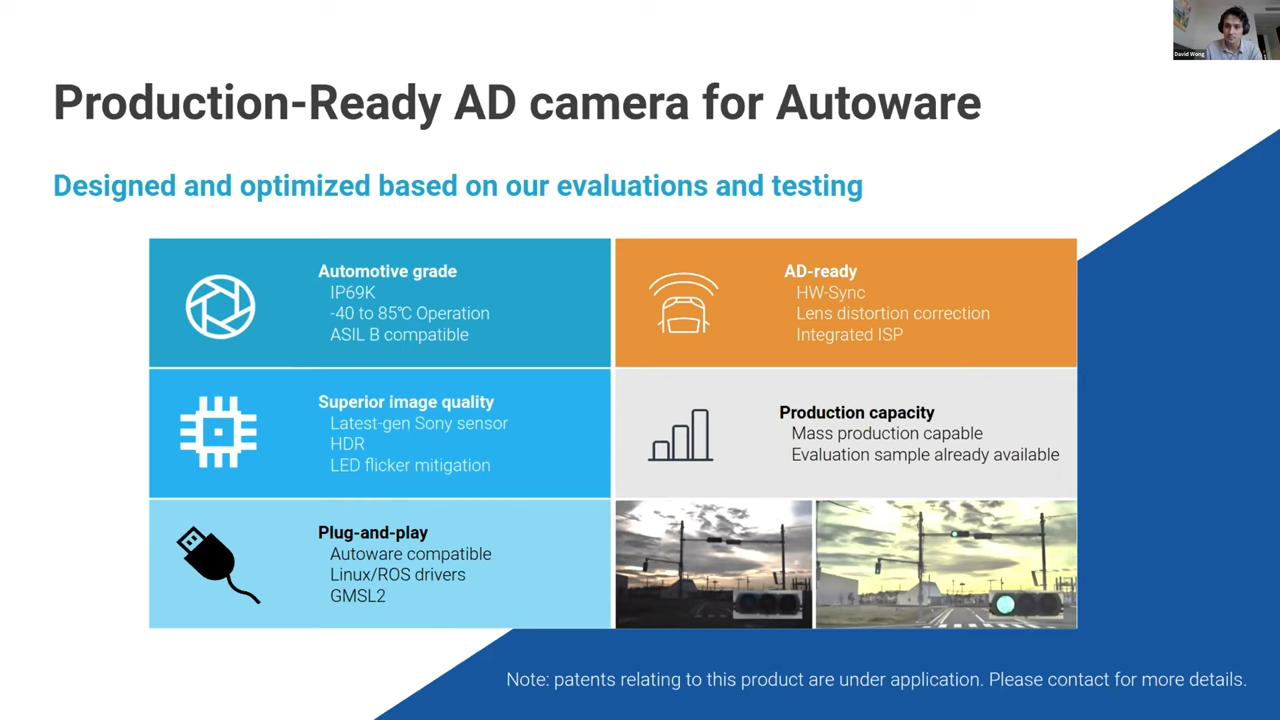 David Wong
Production-Ready AD camera for Autoware
Designed and optimized based on our evaluations and testing
Automotive grade
IP69K
-40 to 85℃ Operation
ASIL B compatible
AD-ready
HW-Sync
Lens distortion correction
Integrated ISP
Superior image quality
Latest-gen Sony sensor
HDR
LED flicker mitigation
Production capacity
Mass production capable
Evaluation sample already available
Plug-and-play
Autoware compatible
Linux/ROS drivers
GMSL2
Note: patents relating to this product are under application. Please contact for more details.